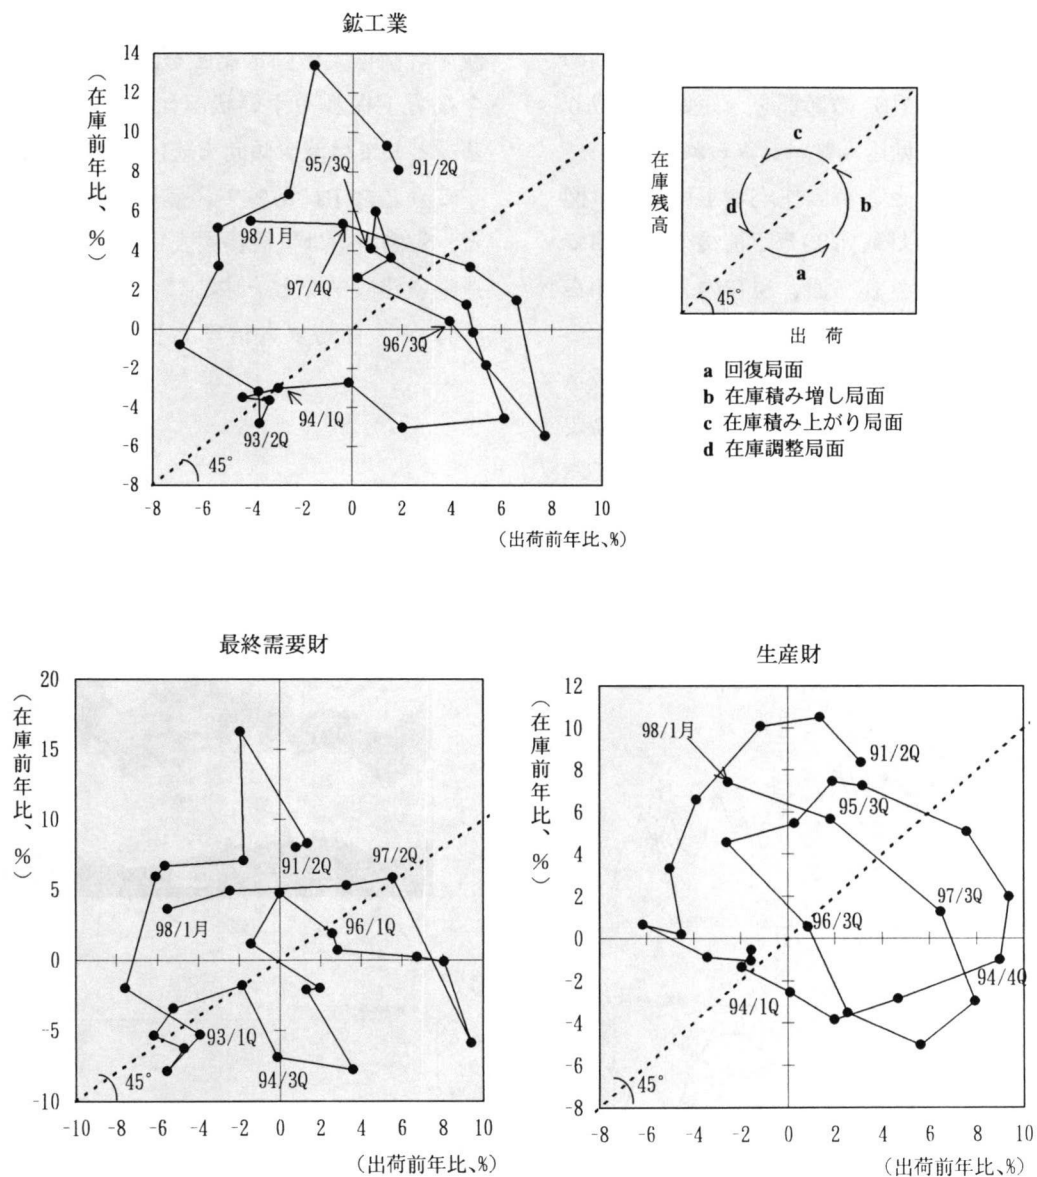 鉱工業
（在庫前年比、％）
14
12
10
8
6
4
2
0
-2
-4
-6
-8
-8 -6 -4 -2 0 2 4 6 8 10
（出荷前年比、%）
95/3Q
91/2Q
98/1月
97/4Q
96/3Q
94/1Q
93/2Q
45°
在庫残高
c
d
b
a
45°
出 荷
a 回復局面
b 在庫積み増し局面
c 在庫積み上がり局面
d 在庫調整局面
最終需要財
（在庫前年比、％）
20
15
10
5
0
-5
-10
-10 -8 -6 -4 -2 0 2 4 6 8 10
（出荷前年比、%）
91/2Q
97/2Q
98/1月
96/1Q
93/1Q
94/3Q
45°
生産財
（在庫前年比、％）
12
10
8
6
4
2
0
-2
-4
-6
-8
-8 -6 -4 -2 0 2 4 6 8 10
（出荷前年比、%）
98/1月
91/2Q
95/3Q
97/3Q
96/3Q
94/4Q
94/1Q
45°